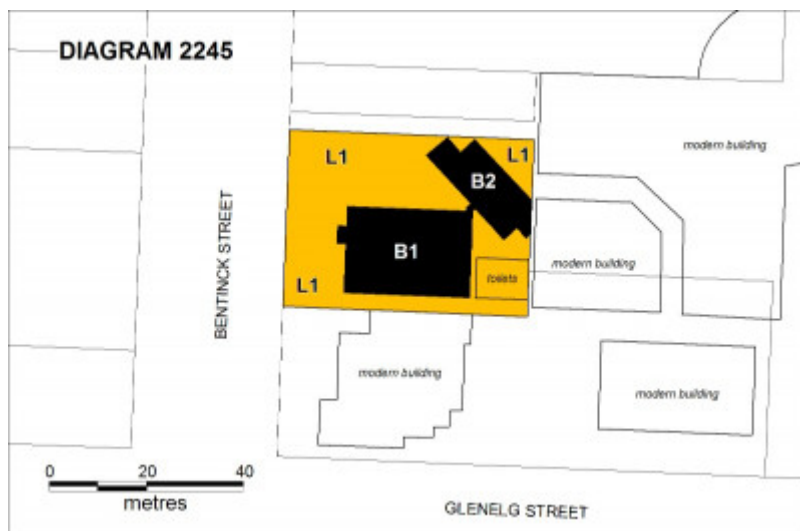 DIAGRAM 2245
modern building
L1
L1
B2
BENTINCK STREET
B1
modern building
toilets
L1
modern building
modern building
0 20 40
metres
GLENELG STREET